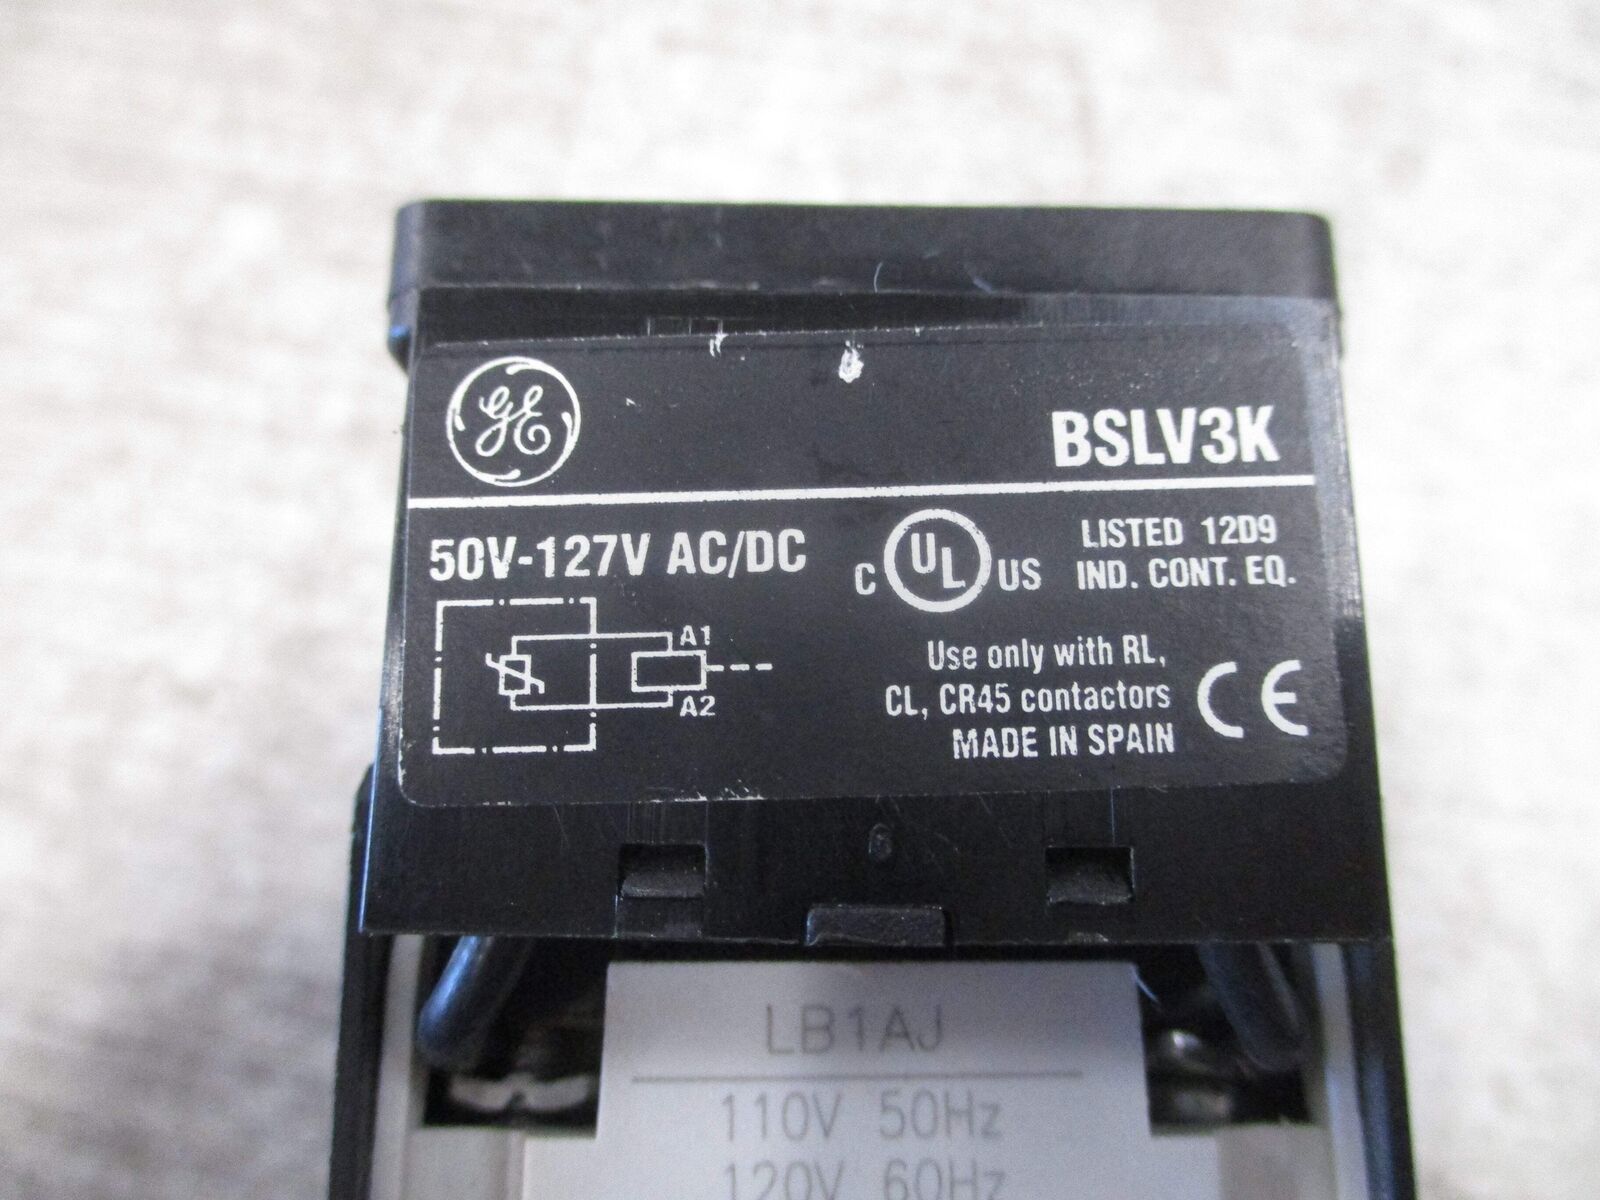 GE
BSLV3K
50V-127V AC/DC
C UL US
LISTED 12D9
IND. CONT. EQ.
A1
A2
Use only with RL,
CL, CR45 contactors
MADE IN SPAIN
CE
LB1AJ
110V 50Hz
120V 60Hz